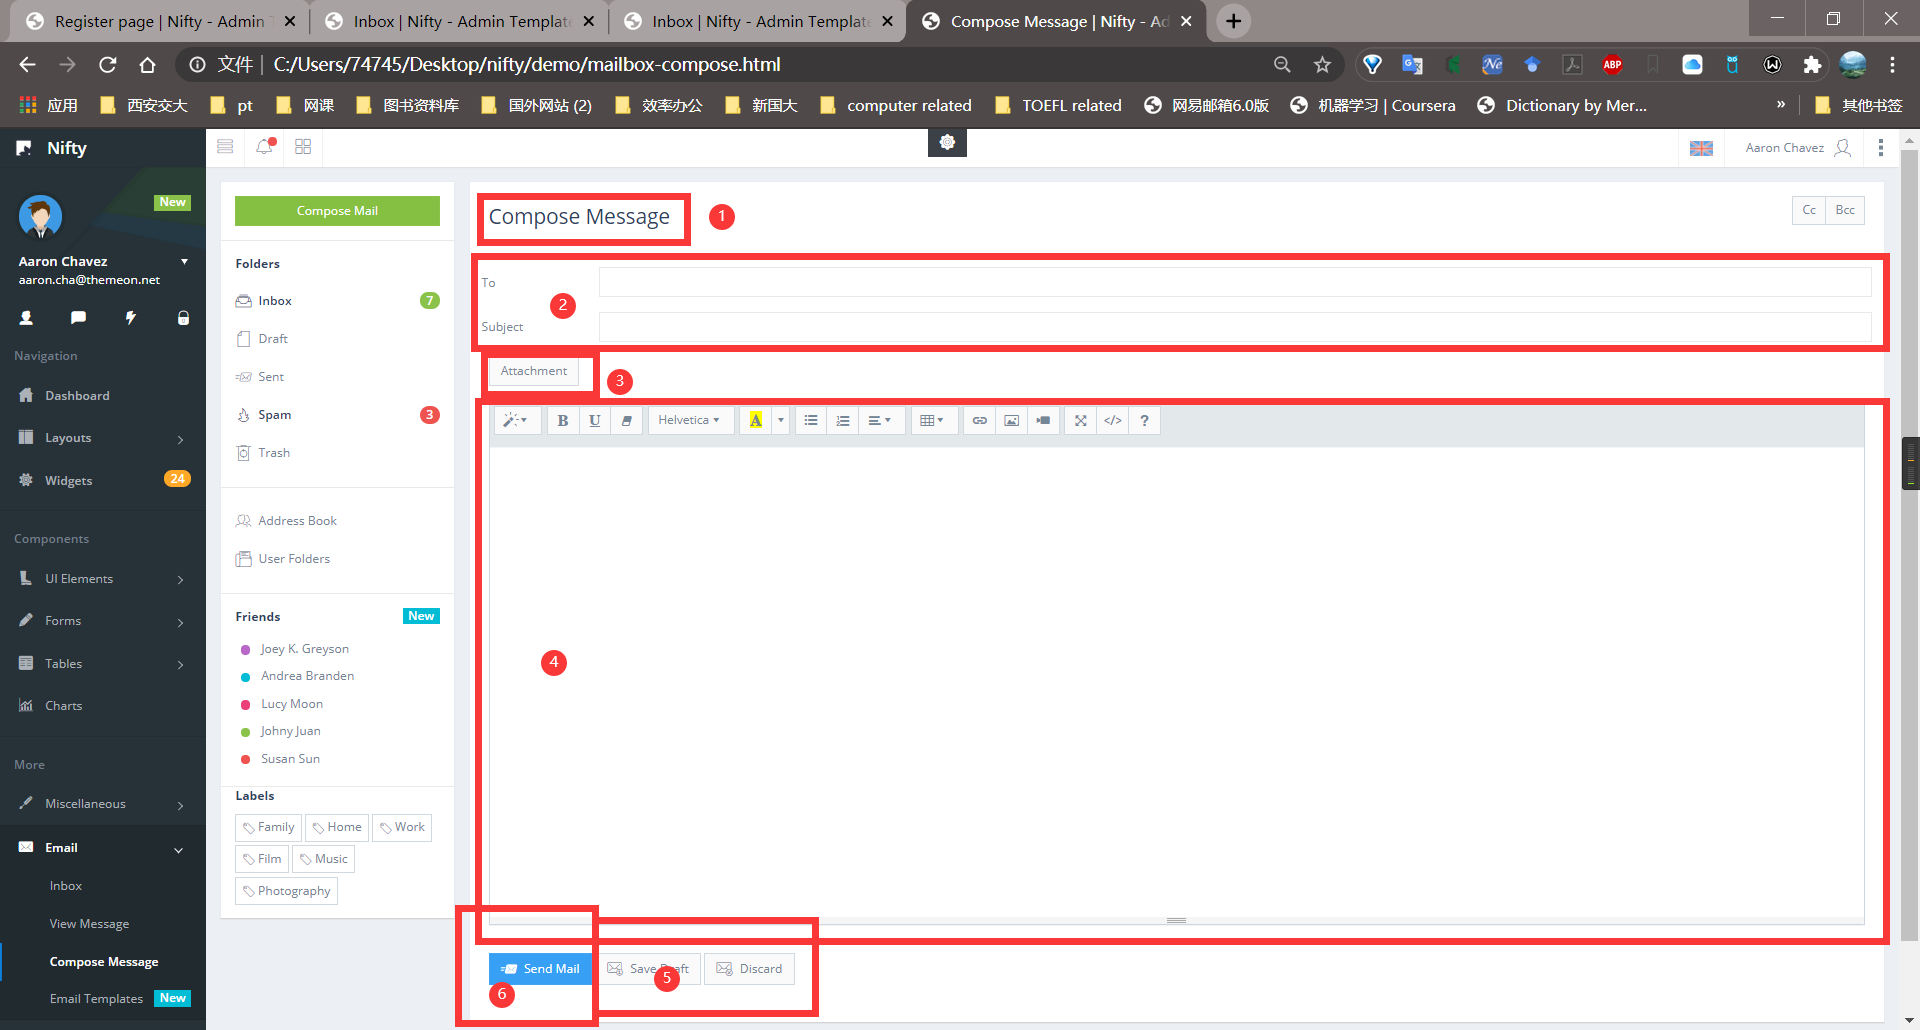 Register page | Nifty - Admin T
Inbox | Nifty - Admin Template
Inbox | Nifty - Admin Template
Compose Message | Nifty - Ad
文件 | C:/Users/74745/Desktop/nifty/demo/mailbox-compose.html
ABP
应用 西安交大 pt 网课 图书资料库 国外网站 (2) 效率办公 新国大 computer related TOEFL related 网易邮箱6.0版 机器学习 | Coursera Dictionary by Mer... » 其他书签
Nifty
New
Aaron Chavez
aaron.cha@themeon.net
Navigation
Dashboard
Layouts
Widgets 24
Components
UI Elements
Forms
Tables
Charts
More
Miscellaneous
Email
Inbox
View Message
Compose Message
Email Templates New
Aaron Chavez
Compose Mail
Folders
Inbox 7
Draft
Sent
Spam 3
Trash
Address Book
User Folders
Friends New
Joey K. Greyson
Andrea Branden
Lucy Moon
Johny Juan
Susan Sun
Labels
Family Home Work
Film Music
Photography
Compose Message 1
Cc Bcc
To
2
Subject
Attachment
3
B U Helvetica A </> ?
4
Send Mail Save Draft Discard
6 5